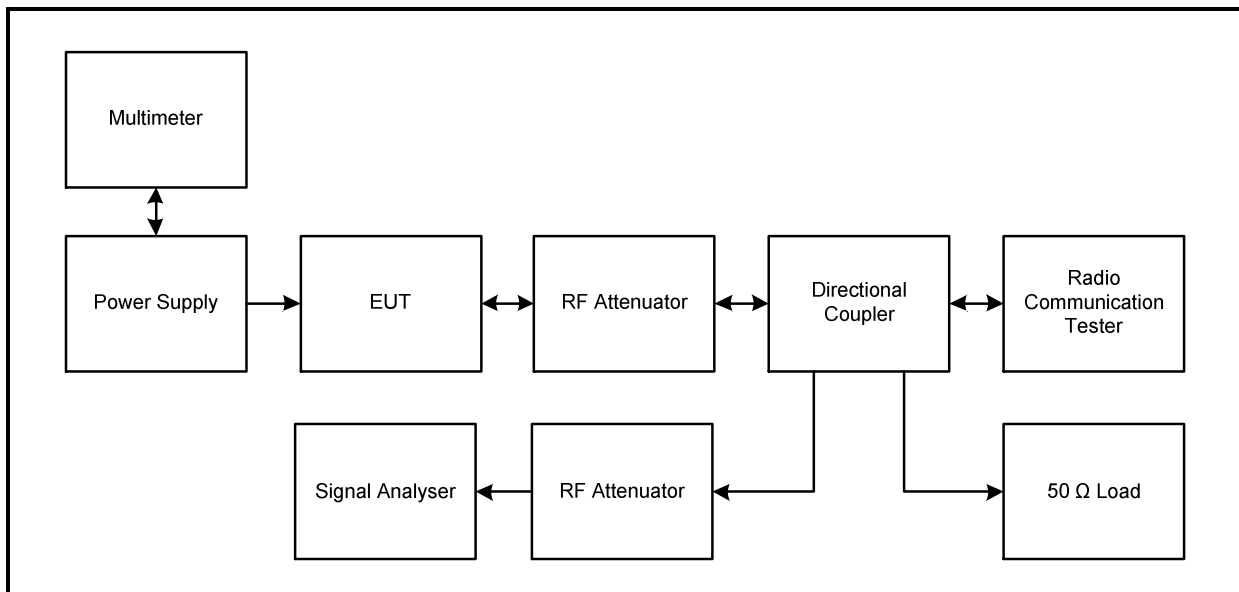 Multimeter
Power Supply
EUT
RF Attenuator
Directional
Coupler
Radio
Communication
Tester
Signal Analyser
RF Attenuator
50 Ω Load